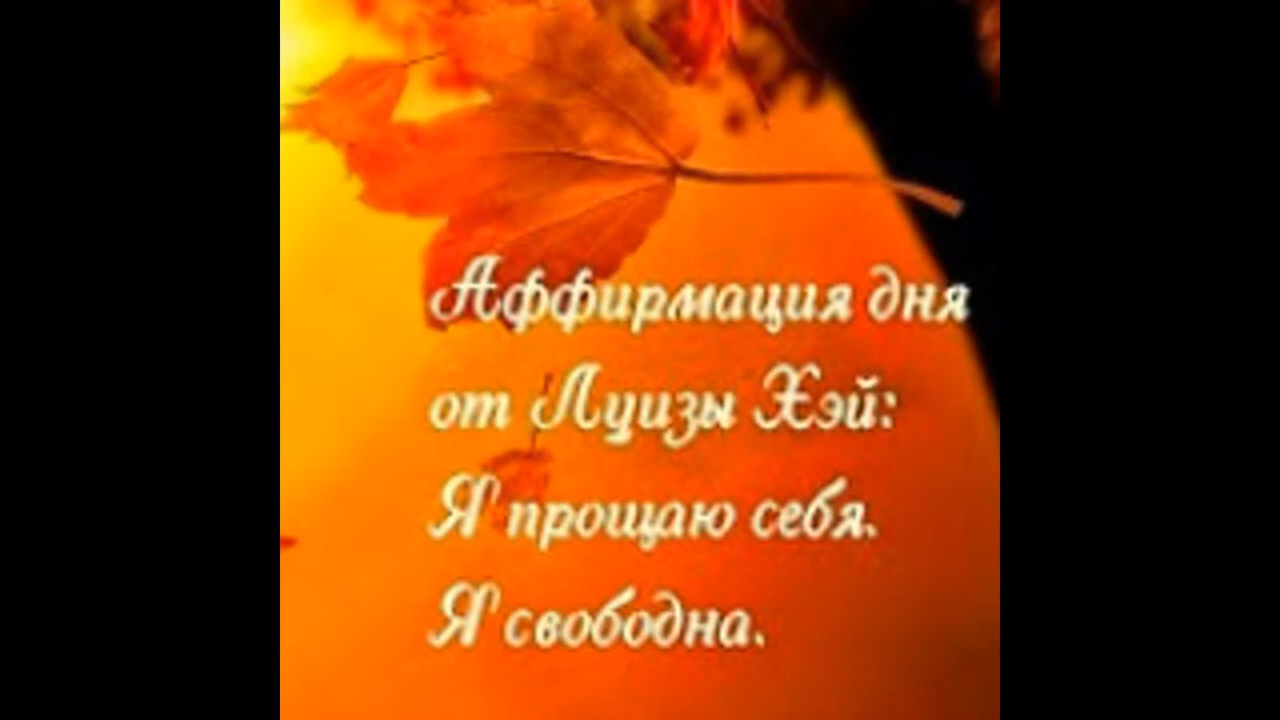 Аффирмация дня
от Луизы Хэй:
Я прощаю себя.
Я свободна.